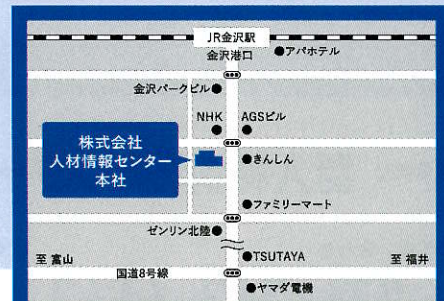 JR金沢駅
金沢港口
●アパホテル
金沢パークビル●
NHK
AGSビル
株式会社
人材情報センター
本社
●きんしん
●ファミリーマート
ゼンリン北陸●
至 富山
●TSUTAYA
至 福井
国道8号線
●ヤマダ電機